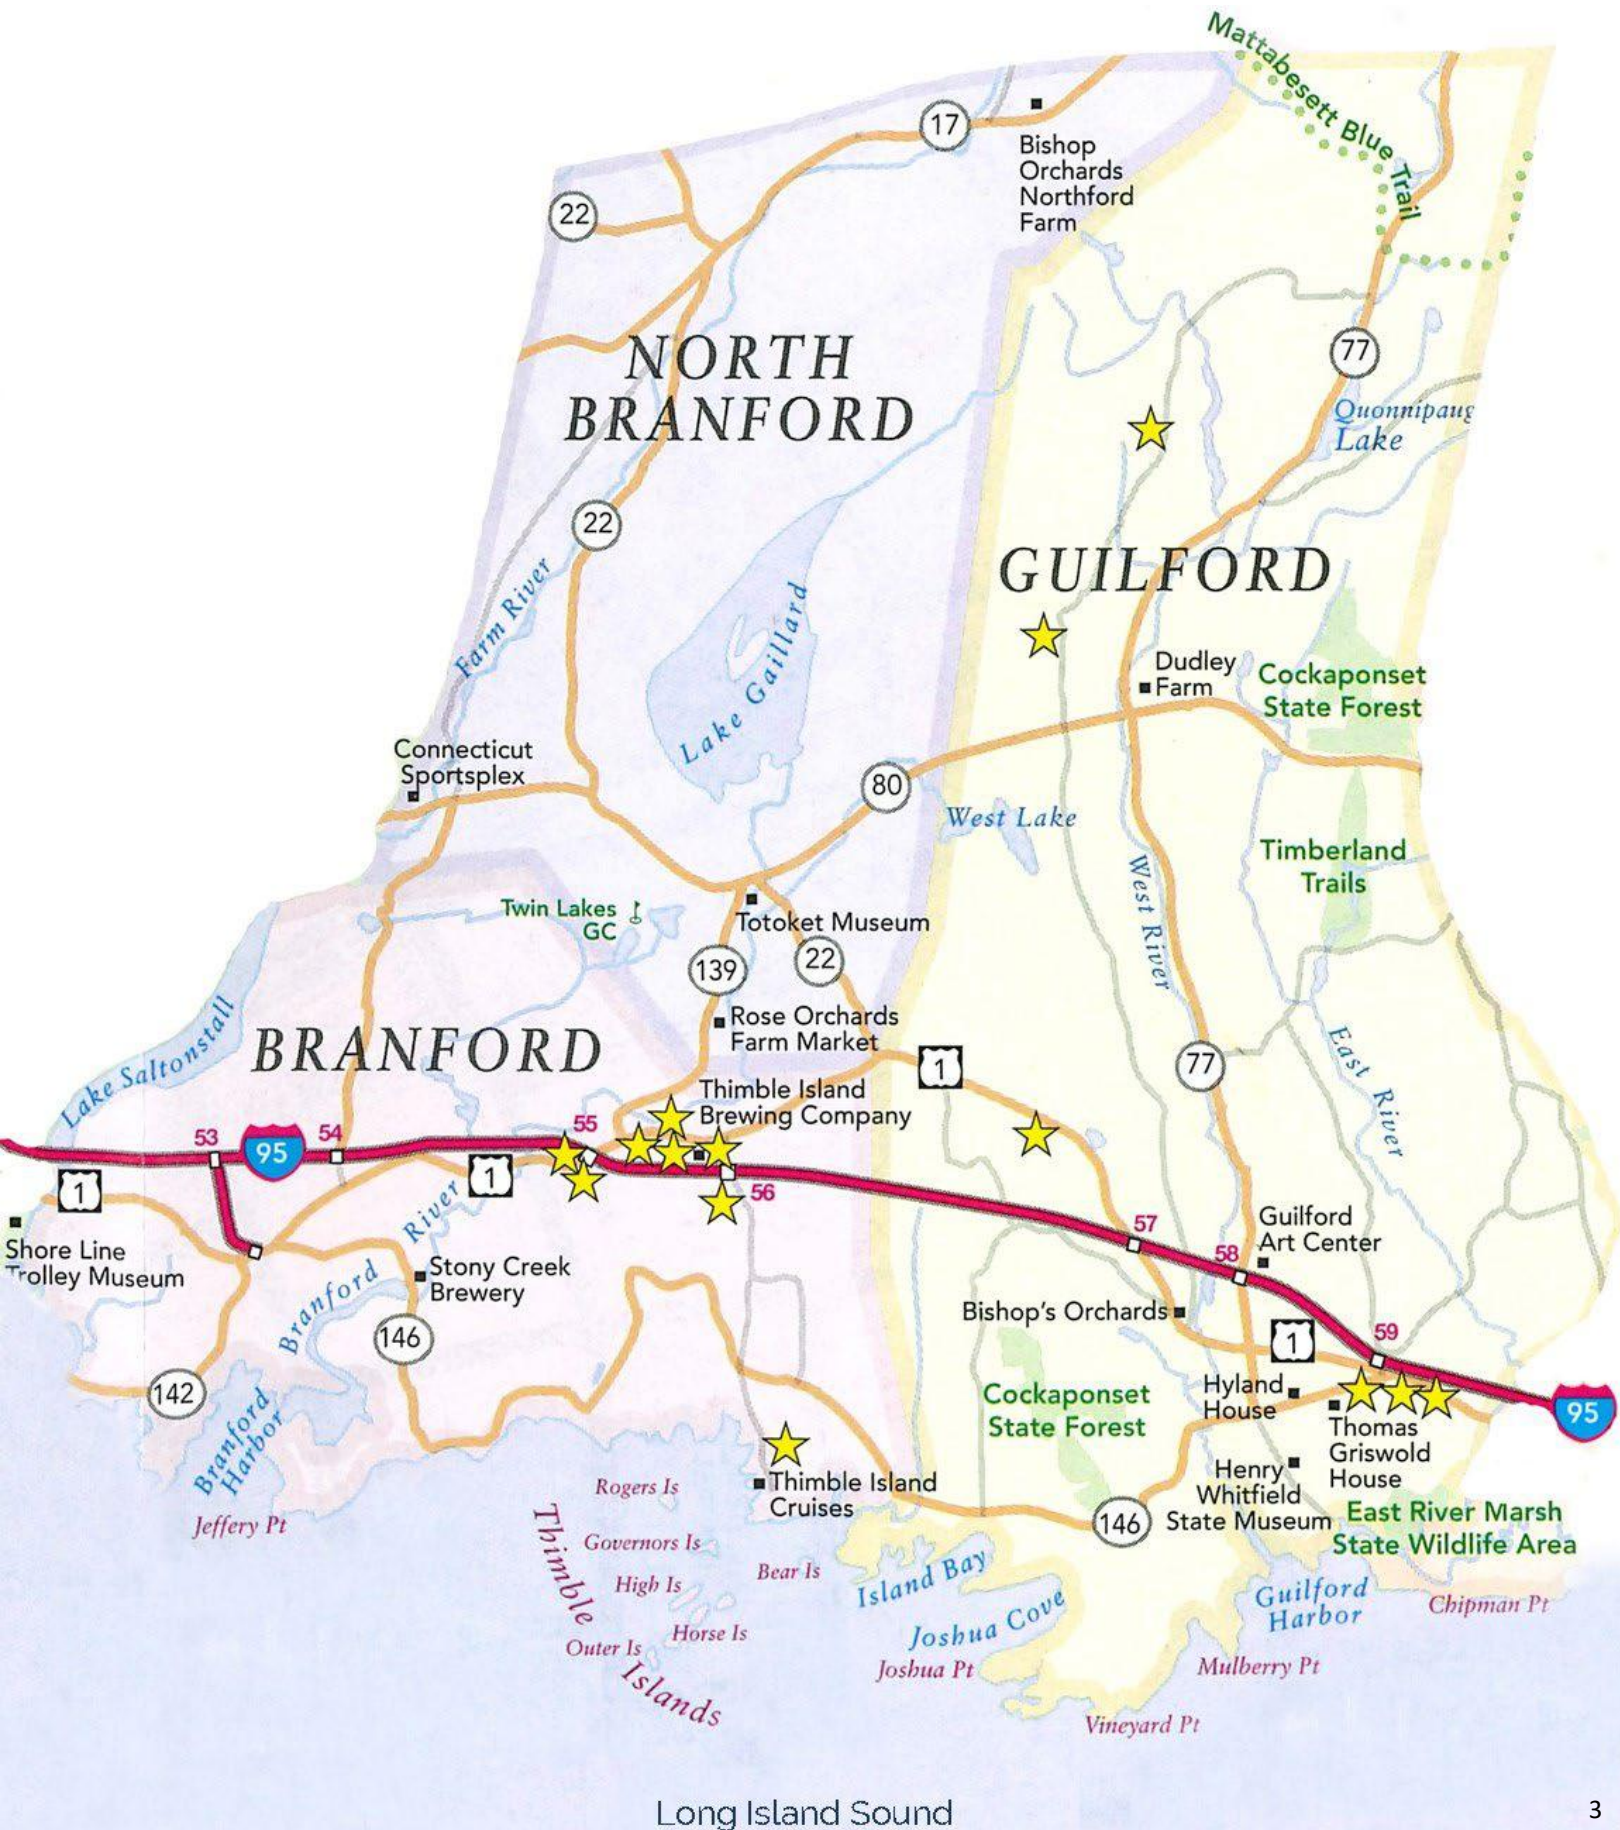 Mattabesett Blue Trail
17
Bishop
Orchards
Northford
Farm
22
77
NORTH
BRANFORD
Quonnipaug
Lake
22
GUILFORD
Farm River
Lake Gaillard
Dudley
Farm
Cockaponset
State Forest
Connecticut
Sportsplex
80
West Lake
Timberland
Trails
West River
Twin Lakes
GC
Totoket Museum
139
22
Rose Orchards
Farm Market
BRANFORD
Lake Saltonstall
East River
1
77
Thimble Island
Brewing Company
53
95
54
55
1
1
56
57
58
59
River
Branford
Guilford
Art Center
Shore Line
Trolley Museum
Stony Creek
Brewery
Bishop's Orchards
1
146
142
Branford
Harbor
Cockaponset
State Forest
Hyland
House
95
Thomas
Griswold
House
Henry
Whitfield
State Museum
Thimble Island
Cruises
Rogers Is
Jeffery Pt
146
East River Marsh
State Wildlife Area
Thimble
Islands
Governors Is
High Is
Bear Is
Horse Is
Outer Is
Island Bay
Joshua Cove
Joshua Pt
Guilford
Harbor
Chipman Pt
Mulberry Pt
Vineyard Pt
Long Island Sound
3